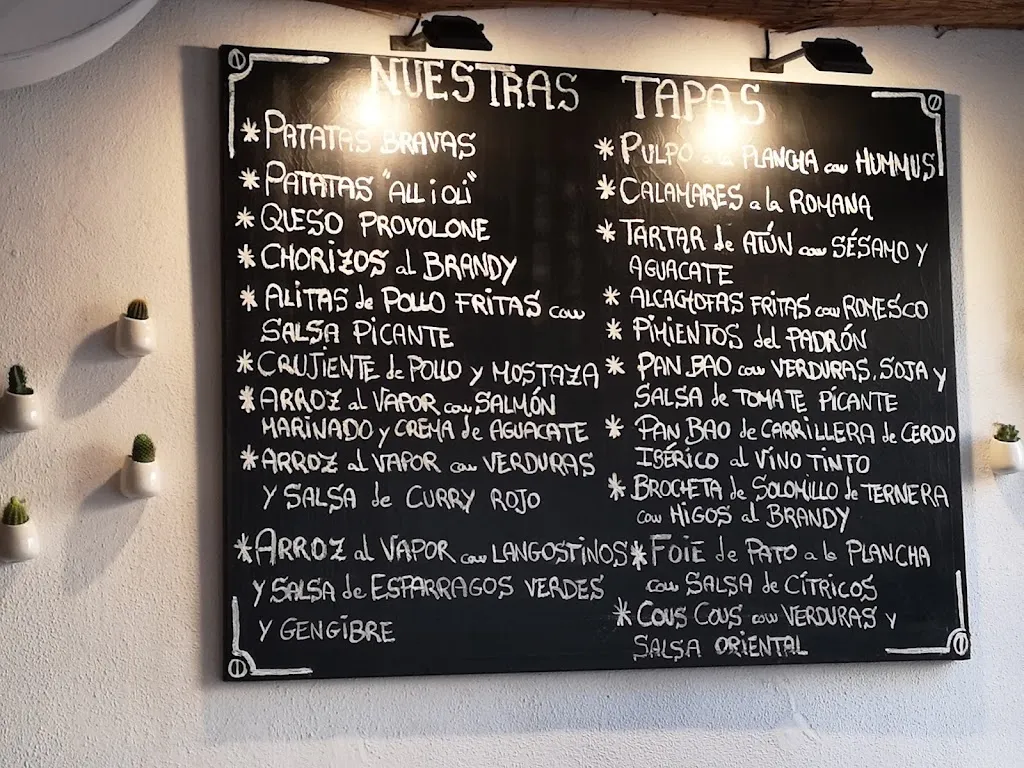 NUESTRAS TAPAS
* PATATAS BRAVAS
* PATATAS "ALLiOLi"
* QUESO PROVOLONE
* CHORIZOS al BRANDY
* ALITAS de POLLO FRITAS con
SALSA PICANTE
* CRUJIENTE de POLLO y MOSTAZA
* ARROZ al VAPOR con SALMÓN
MARINADO y CREMA de AGUACATE
* ARROZ al VAPOR con VERDURAS
Y SALSA de CURRY ROJO
* ARROZ al VAPOR con LANGOSTINOS
Y SALSA de ESPARRAGOS VERDES
Y GENGIBRE
* PULPO a la PLANCHA con HUMMUS
* CALAMARES a la ROMANA
* TARTAR de ATÚN con SÉSAMO Y
AGUACATE
* ALCACHOFAS FRITAS con ROMESCO
* PIMIENTOS del PADRÓN
* PAN BAO con VERDURAS, SOJA y
SALSA de TOMATE PICANTE
* PAN BAO de CARRILLERA de CERDO
IBÉRICO al VINO TINTO
* BROCHETA de SOLOMILLO de TERNERA
con HIGOS al BRANDY
* FOIE de PATO a la PLANCHA
con SALSA de CÍTRICOS
* COUS COUS con VERDURAS y
SALSA ORIENTAL